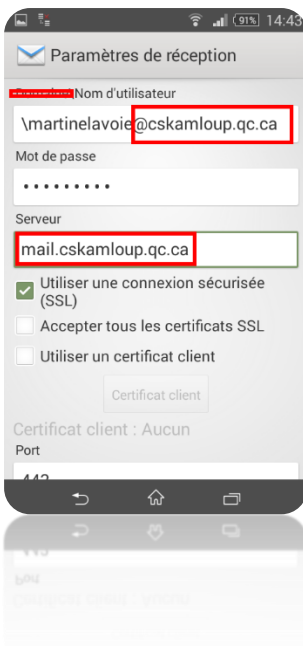 91% 14:43
Paramètres de réception
Nom d'utilisateur
\martinelavoie@cskamloup.qc.ca
Mot de passe
Serveur
mail.cskamloup.qc.ca
Utiliser une connexion sécurisée
(SSL)
Accepter tous les certificats SSL
Utiliser un certificat client
Certificat client
Certificat client : Aucun
Port
443